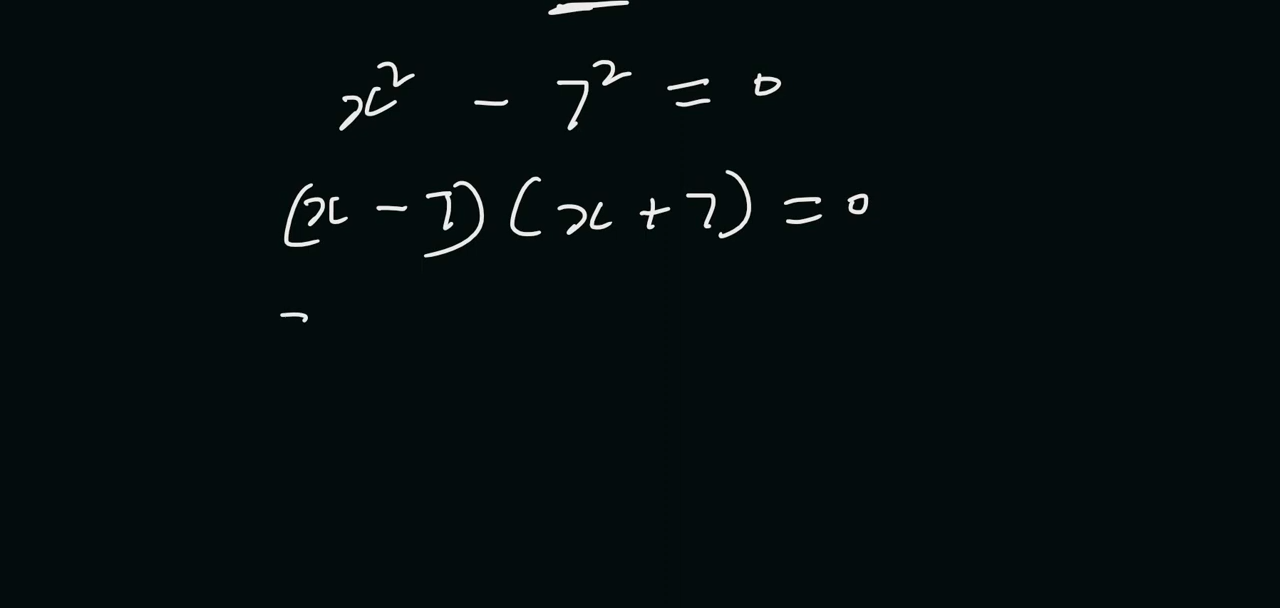 x² - 7² = 0
(x - 7)(x + 7) = 0